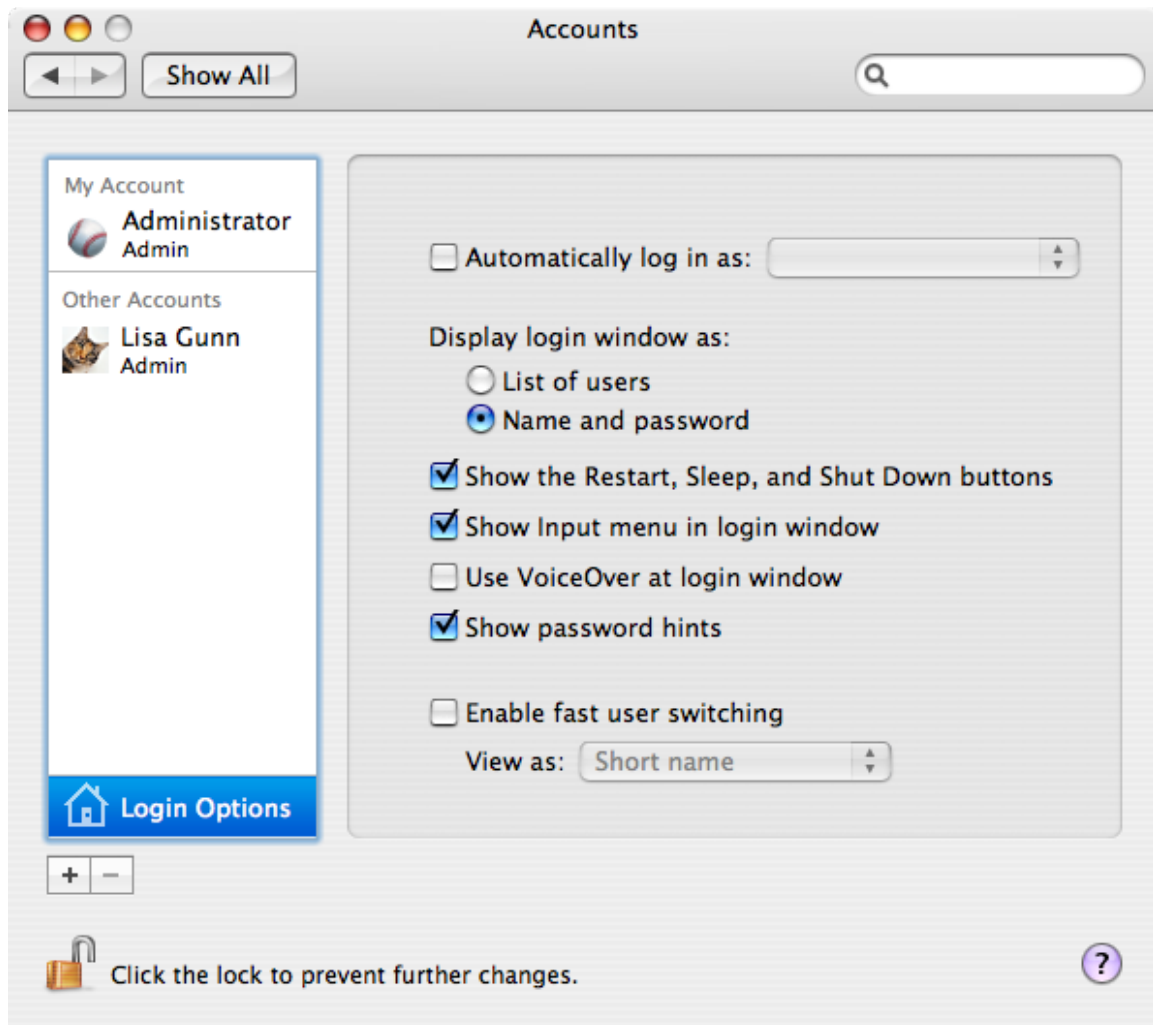 Accounts
Show All
My Account
Administrator
Admin
Other Accounts
Lisa Gunn
Admin
Login Options
Automatically log in as:
Display login window as:
List of users
Name and password
Show the Restart, Sleep, and Shut Down buttons
Show Input menu in login window
Use VoiceOver at login window
Show password hints
Enable fast user switching
View as: Short name
+ −
Click the lock to prevent further changes.
?